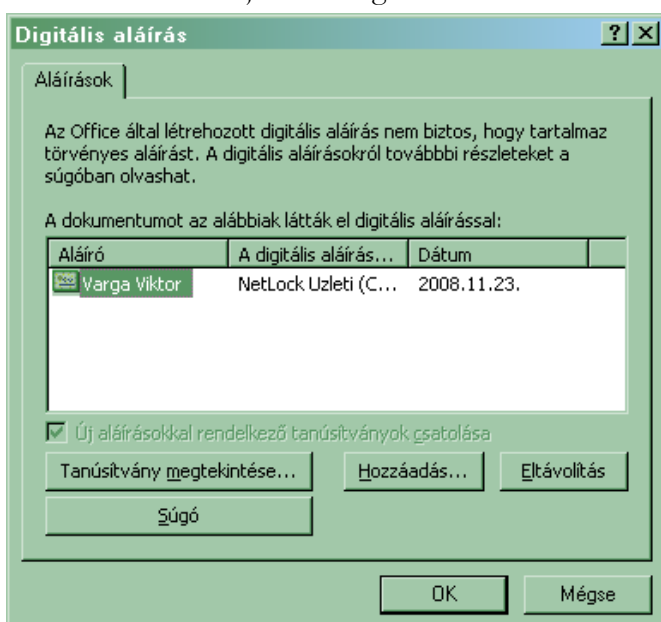 Digitális aláírás
Aláírások
Az Office által létrehozott digitális aláírás nem biztos, hogy tartalmaz
törvényes aláírást. A digitális aláírásokról továbbbi részleteket a
súgóban olvashat.
A dokumentumot az alábbiak látták el digitális aláírással:
Aláíró A digitális aláírás... Dátum
Varga Viktor NetLock Uzleti (C... 2008.11.23.
Új aláírásokkal rendelkező tanúsítványok csatolása
Tanúsítvány megtekintése... Hozzáadás... Eltávolítás
Súgó
OK Mégse